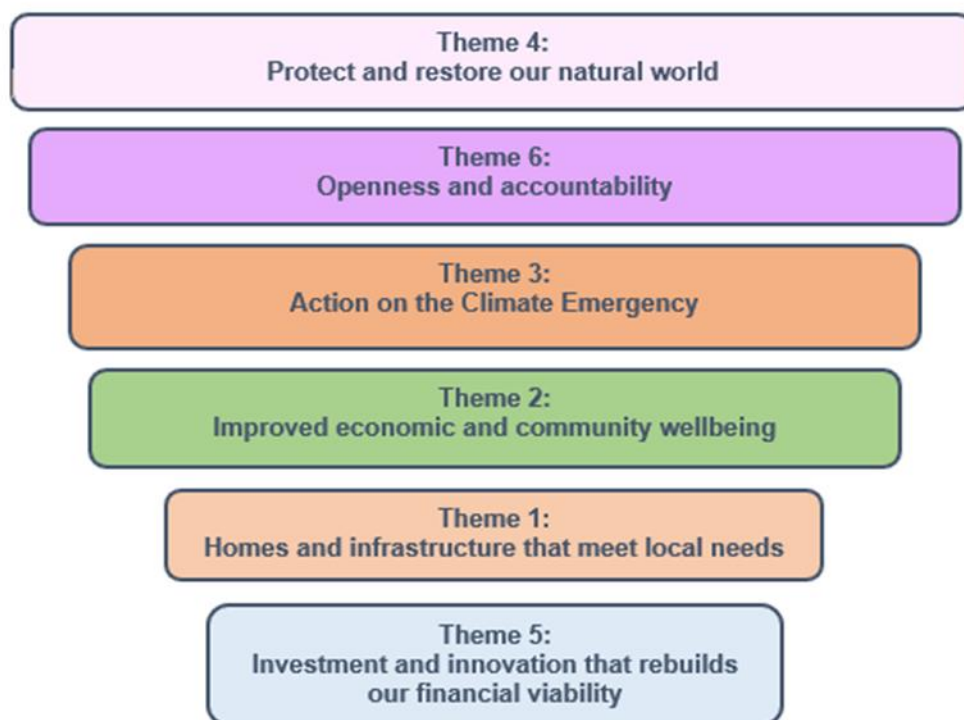 Theme 4:
Protect and restore our natural world
Theme 6:
Openness and accountability
Theme 3:
Action on the Climate Emergency
Theme 2:
Improved economic and community wellbeing
Theme 1:
Homes and infrastructure that meet local needs
Theme 5:
Investment and innovation that rebuilds
our financial viability